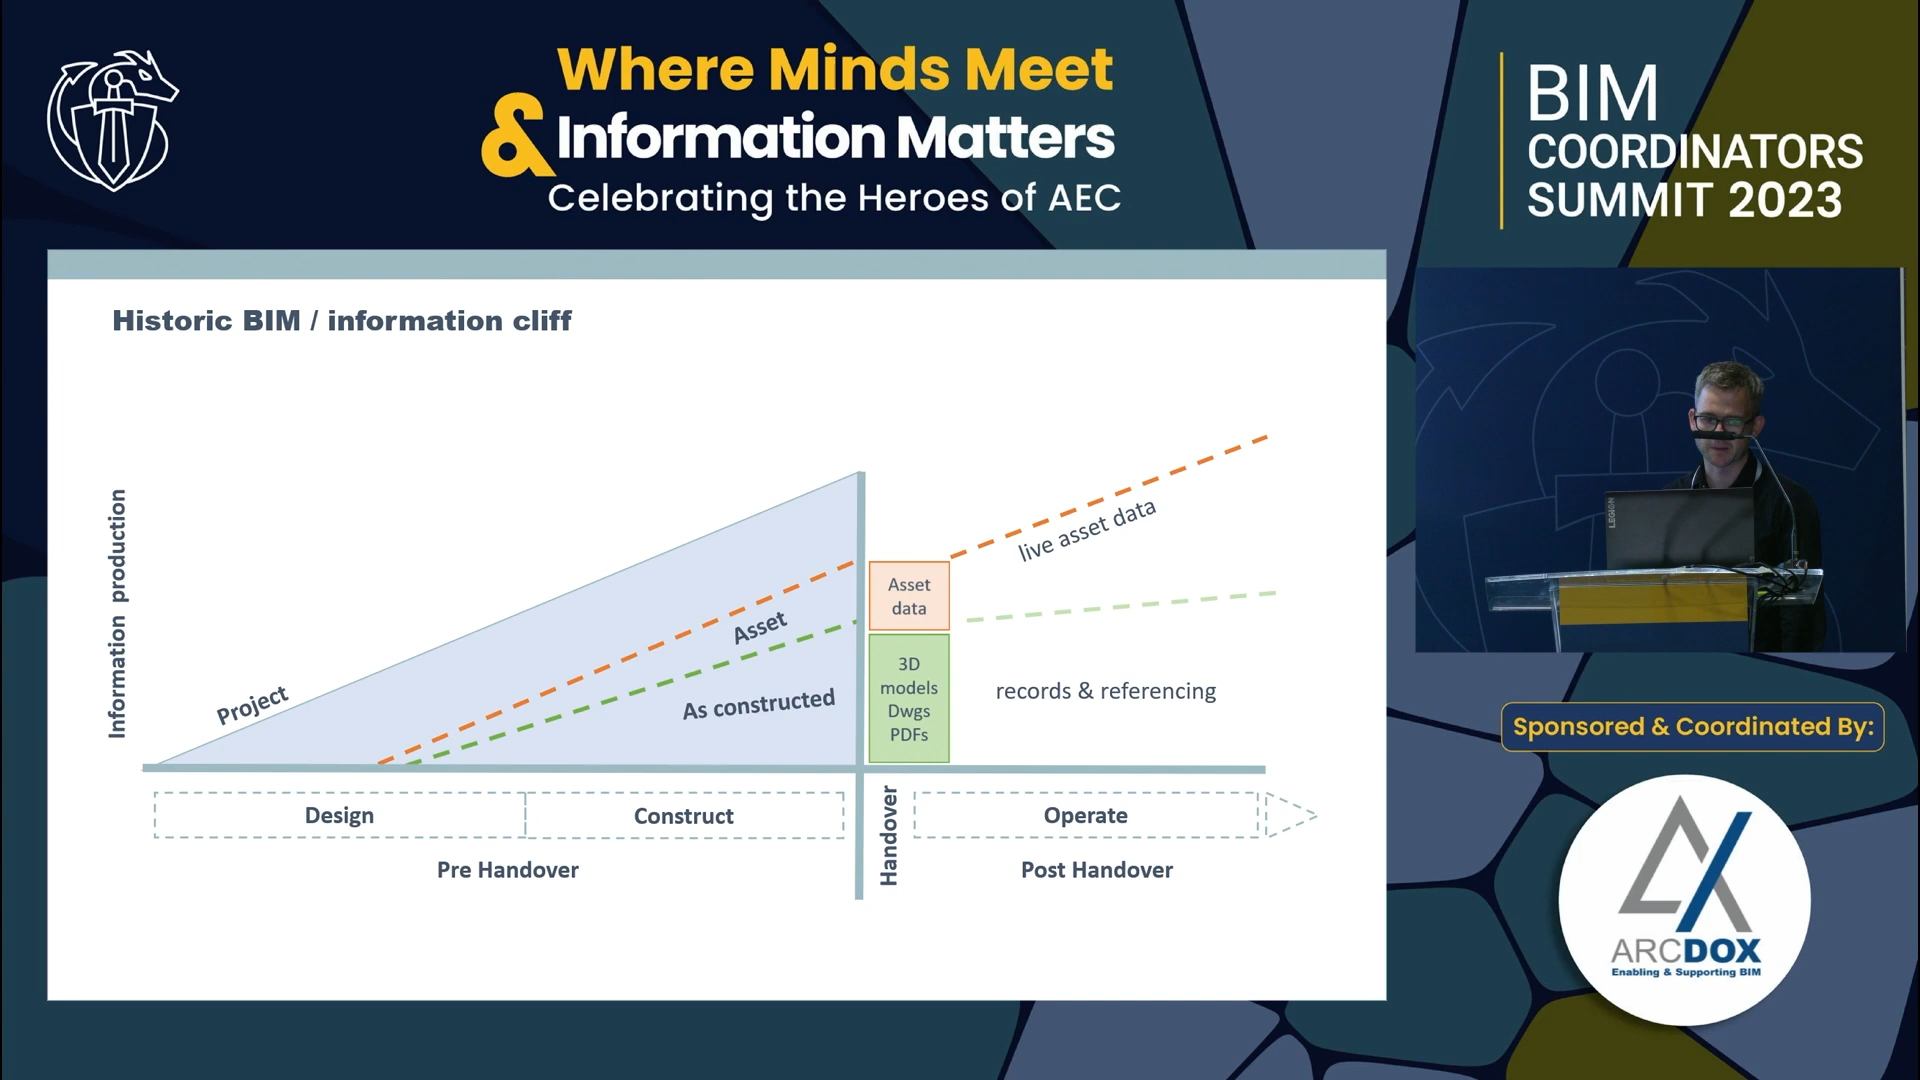 Where Minds Meet
& Information Matters
Celebrating the Heroes of AEC
BIM
COORDINATORS
SUMMIT 2023
Historic BIM / information cliff
Information production
Project
Asset
As constructed
Asset
data
3D
models
Dwgs
PDFs
live asset data
records & referencing
Design
Construct
Handover
Operate
Pre Handover
Post Handover
LEGION
Sponsored & Coordinated By:
ARCDOX
Enabling & Supporting BIM